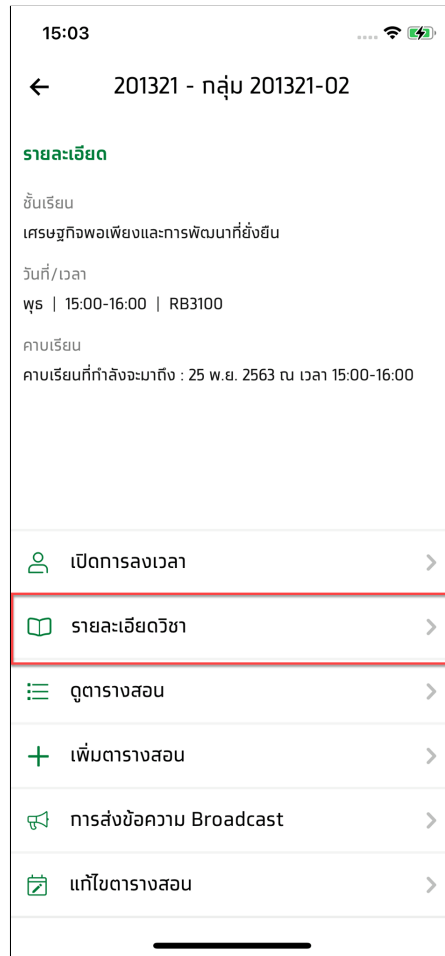 15:03
201321 - กลุ่ม 201321-02
รายละเอียด
ชั้นเรียน
เศรษฐกิจพอเพียงและการพัฒนาที่ยั่งยืน
วันที่/เวลา
พุธ | 15:00-16:00 | RB3100
คาบเรียน
คาบเรียนที่กำลังจะมาถึง : 25 พ.ย. 2563 ณ เวลา 15:00-16:00
เปิดการลงเวลา
รายละเอียดวิชา
ดูตารางสอน
เพิ่มตารางสอน
การส่งข้อความ Broadcast
แก้ไขตารางสอน